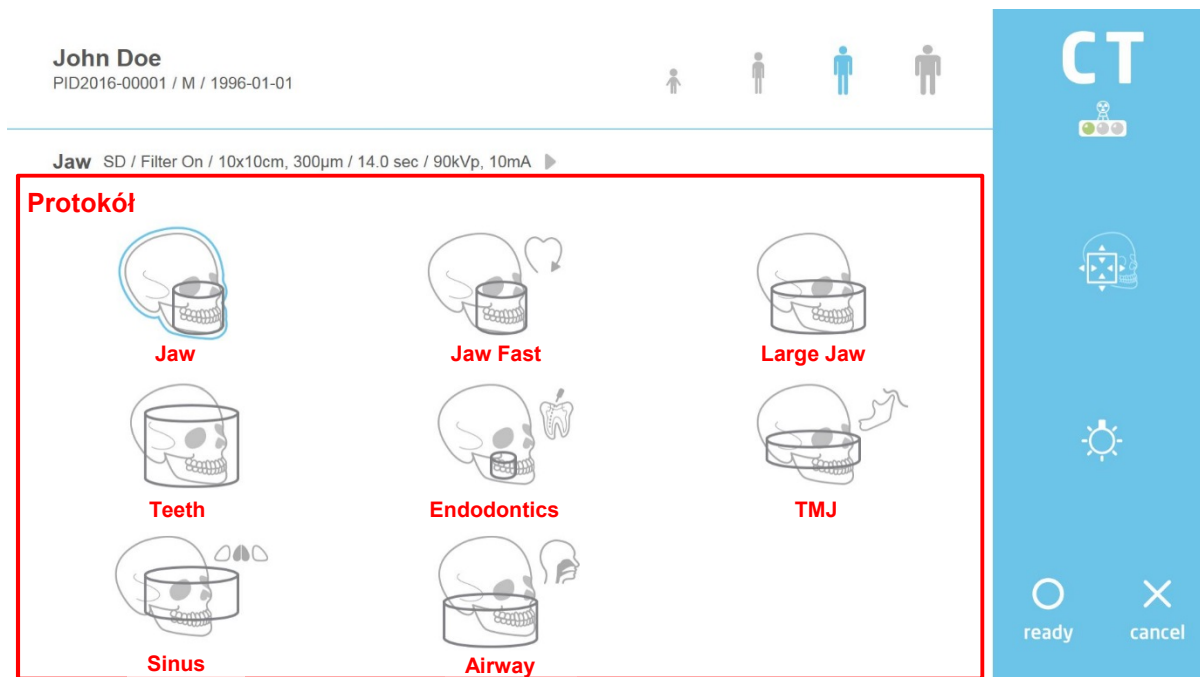 John Doe
PID2016-00001 / M / 1996-01-01
CT
Jaw SD / Filter On / 10x10cm, 300µm / 14.0 sec / 90kVp, 10mA
Protokół
Jaw
Jaw Fast
Large Jaw
Teeth
Endodontics
TMJ
Sinus
Airway
ready
cancel